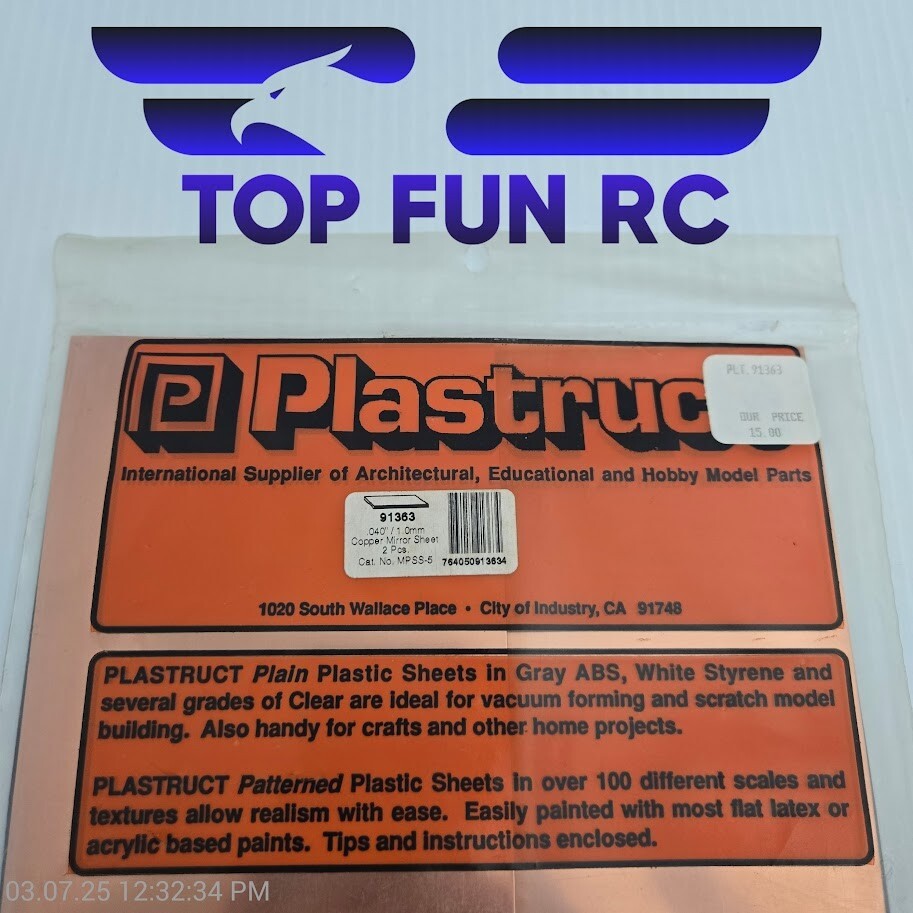 TOP FUN RC
P Plastruc
PLC.91363
OUR PRICE
15.00
International Supplier of Architectural, Educational and Hobby Model Parts
91363
.040" / 1.0mm
Copper Mirror Sheet
2 Pcs.
Cat. No. MPSS-5 764050913634
1020 South Wallace Place • City of Industry, CA 91748
PLASTRUCT Plain Plastic Sheets in Gray ABS, White Styrene and
several grades of Clear are ideal for vacuum forming and scratch model
building. Also handy for crafts and other home projects.
PLASTRUCT Patterned Plastic Sheets in over 100 different scales and
textures allow realism with ease. Easily painted with most flat latex or
acrylic based paints. Tips and instructions enclosed.
03.07.25 12:32:34 PM